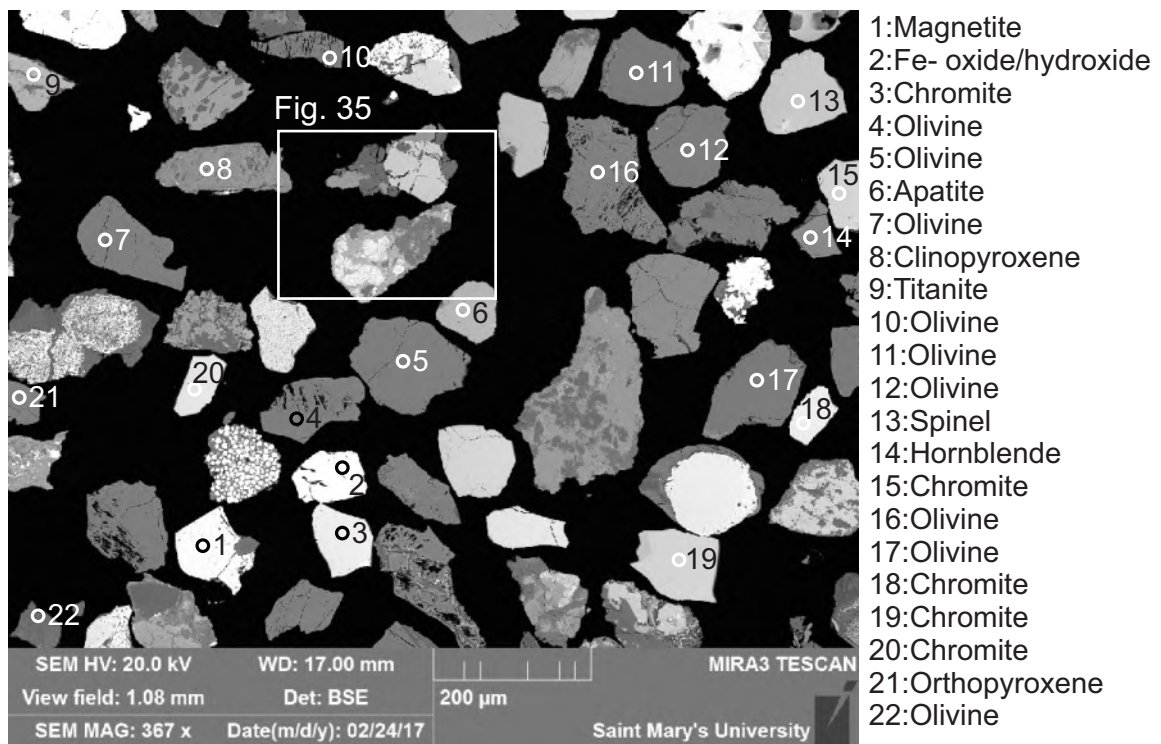 Fig. 35
10
9
11
13
8
12
16
15
14
7
6
5
20
21
17
18
4
2
3
1
19
22
SEM HV: 20.0 kV WD: 17.00 mm MIRA3 TESCAN
View field: 1.08 mm Det: BSE 200 µm
SEM MAG: 367 x Date(m/d/y): 02/24/17 Saint Mary's University
1:Magnetite
2:Fe- oxide/hydroxide
3:Chromite
4:Olivine
5:Olivine
6:Apatite
7:Olivine
8:Clinopyroxene
9:Titanite
10:Olivine
11:Olivine
12:Olivine
13:Spinel
14:Hornblende
15:Chromite
16:Olivine
17:Olivine
18:Chromite
19:Chromite
20:Chromite
21:Orthopyroxene
22:Olivine